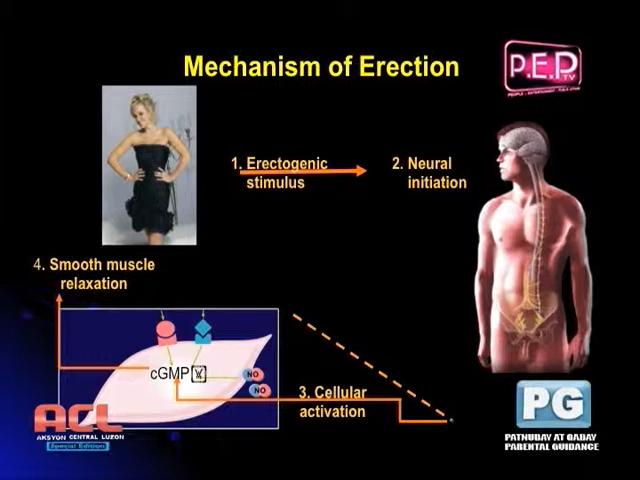 Mechanism of Erection
P.E.P TV
1. Erectogenic
stimulus
2. Neural
initiation
4. Smooth muscle
relaxation
cGMP
NO
NO
3. Cellular
activation
ACL
AKSYON CENTRAL LUZON
Special Edition
PG
PATNUBAY AT GABAY
PARENTAL GUIDANCE